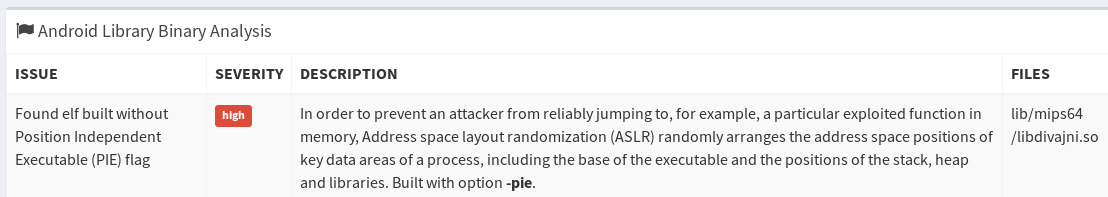 Android Library Binary Analysis
ISSUE SEVERITY DESCRIPTION FILES
Found elf built without
Position Independent
Executable (PIE) flag
high
In order to prevent an attacker from reliably jumping to, for example, a particular exploited function in
memory, Address space layout randomization (ASLR) randomly arranges the address space positions of
key data areas of a process, including the base of the executable and the positions of the stack, heap
and libraries. Built with option -pie.
lib/mips64
/libdivajni.so